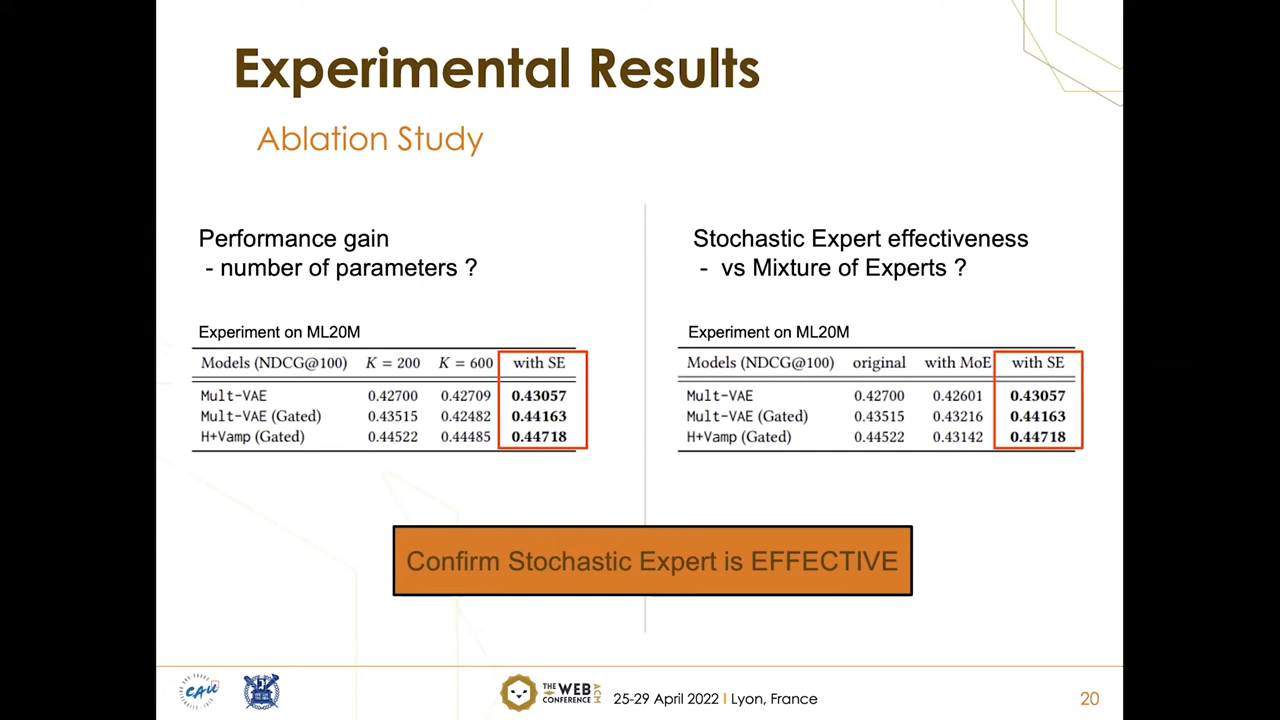 Experimental Results
Ablation Study
Performance gain
- number of parameters ?
Experiment on ML20M
Models (NDCG@100) K = 200 K = 600 with SE
Mult-VAE 0.42700 0.42709 0.43057
Mult-VAE (Gated) 0.43515 0.42482 0.44163
H+Vamp (Gated) 0.44522 0.44485 0.44718
Stochastic Expert effectiveness
- vs Mixture of Experts ?
Experiment on ML20M
Models (NDCG@100) original with MoE with SE
Mult-VAE 0.42700 0.42601 0.43057
Mult-VAE (Gated) 0.43515 0.43216 0.44163
H+Vamp (Gated) 0.44522 0.43142 0.44718
Confirm Stochastic Expert is EFFECTIVE
CAU
THE WEB CONFERENCE ACM
25-29 April 2022 I Lyon, France
20